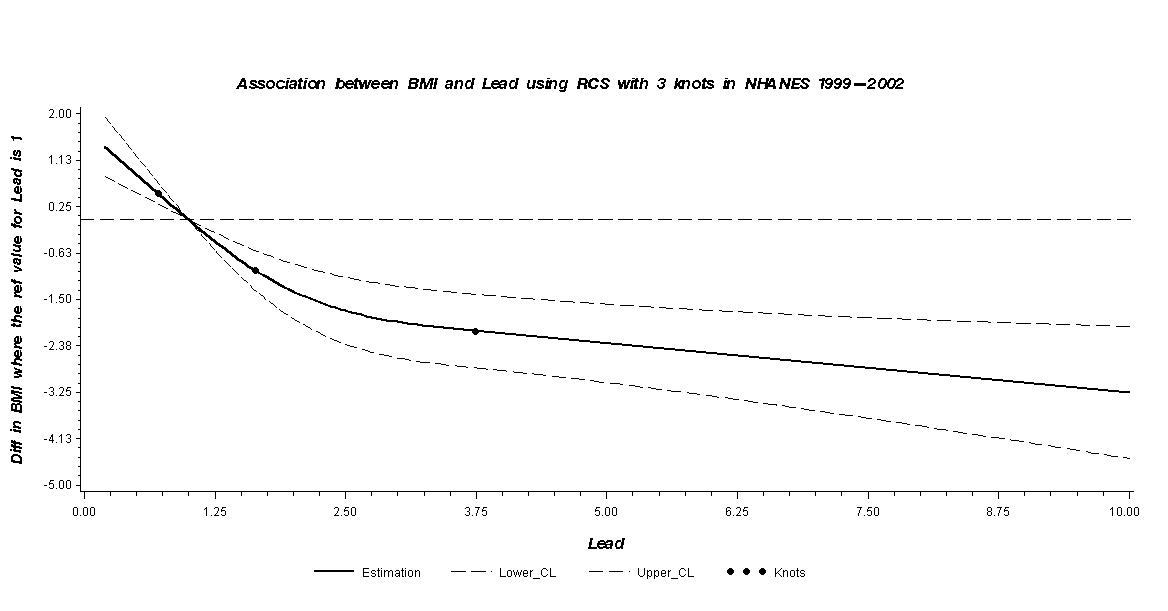 Association between BMI and Lead using RCS with 3 knots in NHANES 1999—2002
Diff in BMI where the ref value for Lead is 1
2.00
1.13
0.25
-0.63
-1.50
-2.38
-3.25
-4.13
-5.00
0.00 1.25 2.50 3.75 5.00 6.25 7.50 8.75 10.00
Lead
Estimation Lower_CL Upper_CL Knots